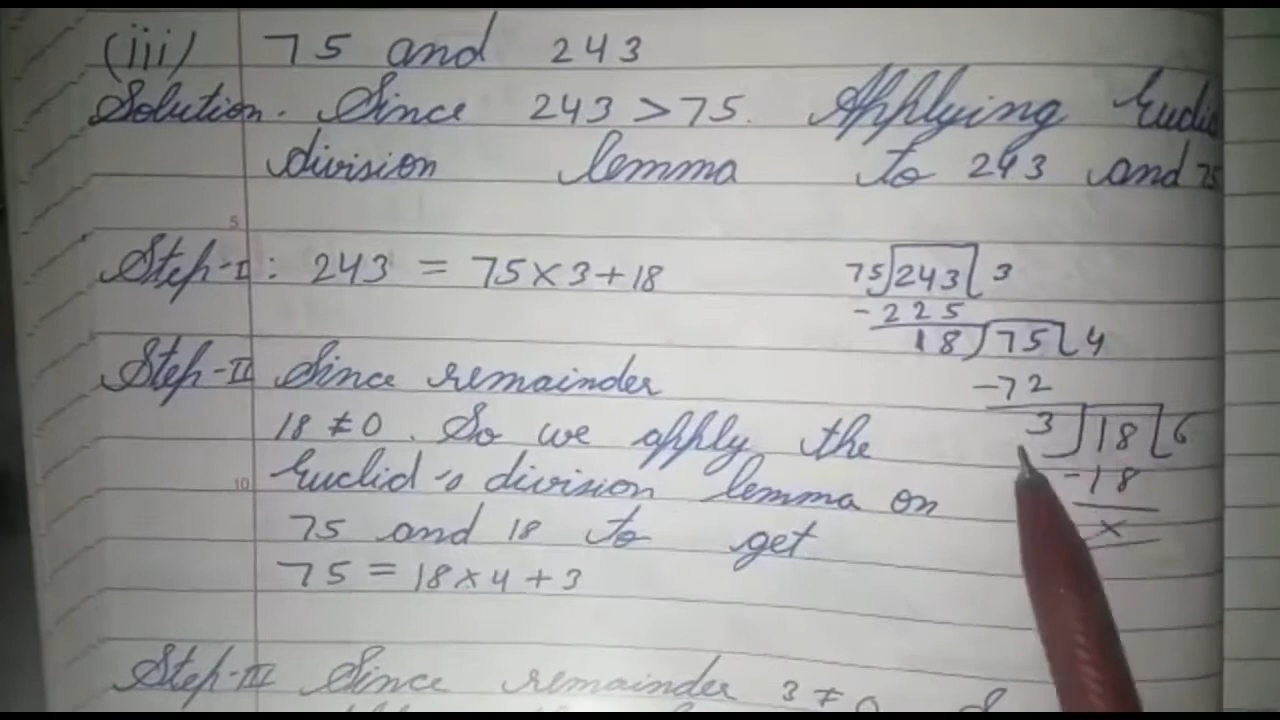 (iii) 75 and 243
Solution. Since 243 > 75. Applying Euclid
division lemma to 243 and 75
5
Step-I : 243 = 75 × 3 + 18
75 243 3
- 225
18 75 4
Step-II Since remainder
- 72
18 ≠ 0. So we apply the
3 18 6
Euclid's division lemma on
10
- 18
75 and 18 to get
×
75 = 18 × 4 + 3
Step-III Since remainder 3 ≠ 0